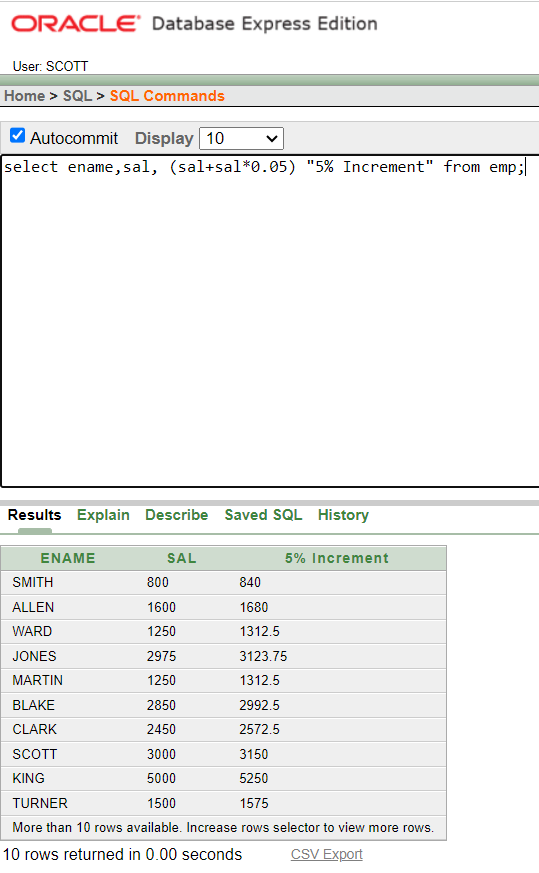 ORACLE® Database Express Edition
User: SCOTT
Home > SQL > SQL Commands
Autocommit Display 10
select ename,sal, (sal+sal*0.05) "5% Increment" from emp;
Results Explain Describe Saved SQL History
ENAME SAL 5% Increment
SMITH 800 840
ALLEN 1600 1680
WARD 1250 1312.5
JONES 2975 3123.75
MARTIN 1250 1312.5
BLAKE 2850 2992.5
CLARK 2450 2572.5
SCOTT 3000 3150
KING 5000 5250
TURNER 1500 1575
More than 10 rows available. Increase rows selector to view more rows.
10 rows returned in 0.00 seconds CSV Export